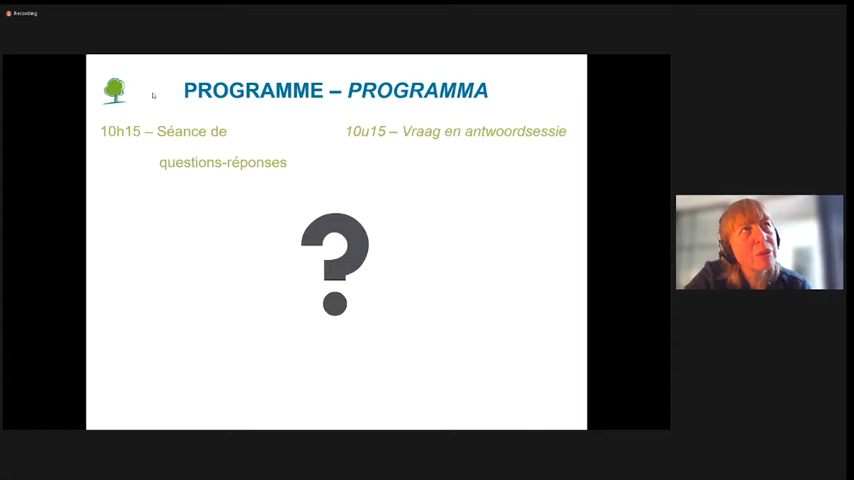 Recording
PROGRAMME – PROGRAMMA
10h15 – Séance de
questions-réponses
10u15 – Vraag en antwoordsessie
?